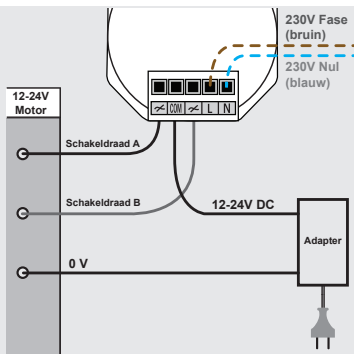 230V Fase
(bruin)
230V Nul
(blauw)
12-24V
Motor
COM
L
N
Schakeldraad A
Schakeldraad B
12-24V DC
Adapter
0 V